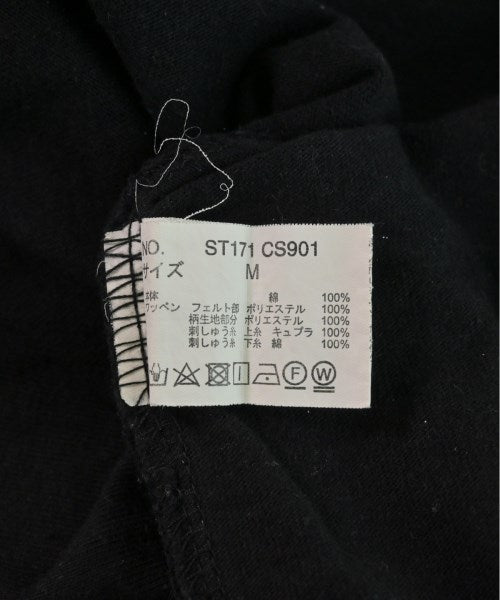 NO. ST171 CS901
サイズ M
本体 綿 100%
ワッペン フェルト部 ポリエステル 100%
柄生地部分 ポリエステル 100%
刺しゅう糸 上糸 キュプラ 100%
刺しゅう糸 下糸 綿 100%
F W